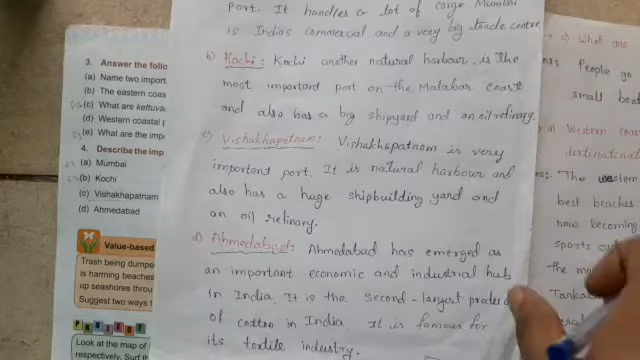 port. It handles a lot of cargo. Mumbai
is India's commercial and a very big trade centre.
b) Kochi: Kochi another natural harbour, is the
most important port on the Malabar coast
and also has a big shipyard and an oil refinary.
c) Vishakhapatnam: Vishakhapatnam is very
important port. It is natural harbour and
also has a huge shipbuilding yard and
an oil refinary.
d) Ahmedabad: Ahmedabad has emerged as
an important economic and industrial hub
in India. It is the Second-largest
of cotton in India It is famous for
its textile industry.
3. Answer the follo
(a) Name two import
(b) The eastern coas
(c) What are kettuva
(d) Western coastal
(e) What are the imp
4. Describe the imp
(a) Mumbai
(b) Kochi
(c) Vishakhapatnam
(d) Ahmedabad
Value-based
Trash being dumpe
is harming beaches
up seashores throu
Suggest two ways t
PROJECT
Look at the map of
respectively. Surf th
c) What are
People go
small boat
Western coas
The western
best beaches
now becoming
sports
the